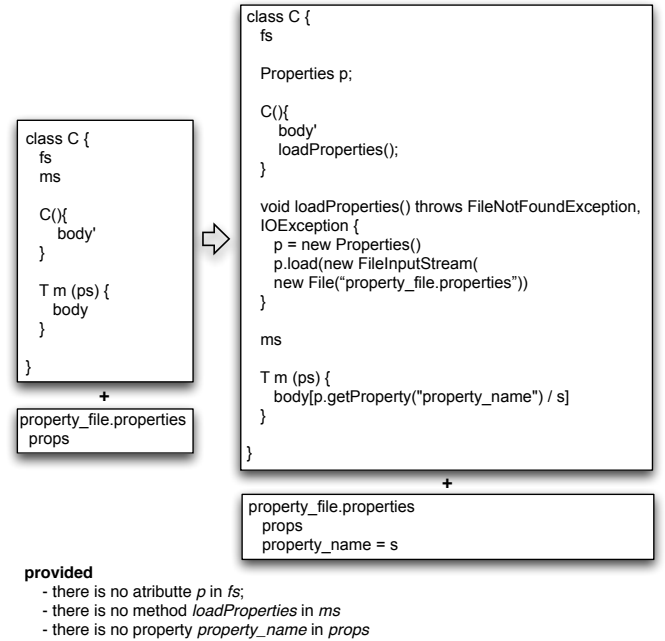 class C {
fs
ms
C(){
body'
}
T m (ps) {
body
}
}
+
property_file.properties
props
class C {
fs
Properties p;
C(){
body'
loadProperties();
}
void loadProperties() throws FileNotFoundException,
IOException {
p = new Properties()
p.load(new FileInputStream(
new File(“property_file.properties”))
}
ms
T m (ps) {
body[p.getProperty("property_name") / s]
}
}
+
property_file.properties
props
property_name = s
provided
- there is no atributte p in fs;
- there is no method loadProperties in ms
- there is no property property_name in props